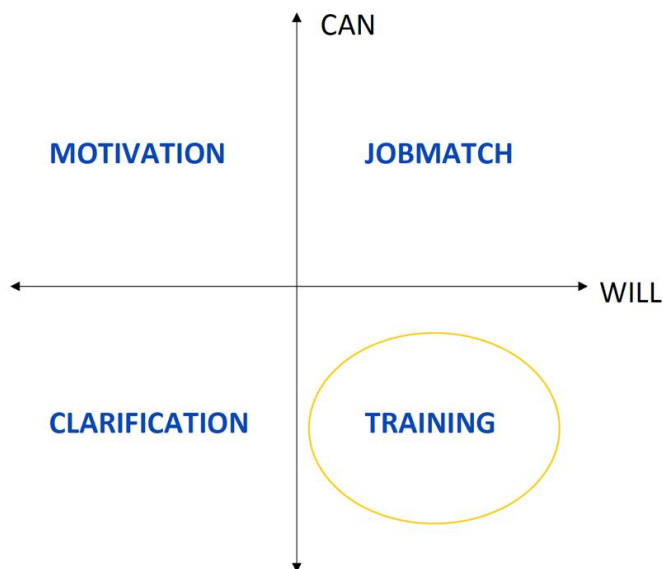 CAN
MOTIVATION
JOBMATCH
WILL
CLARIFICATION
TRAINING